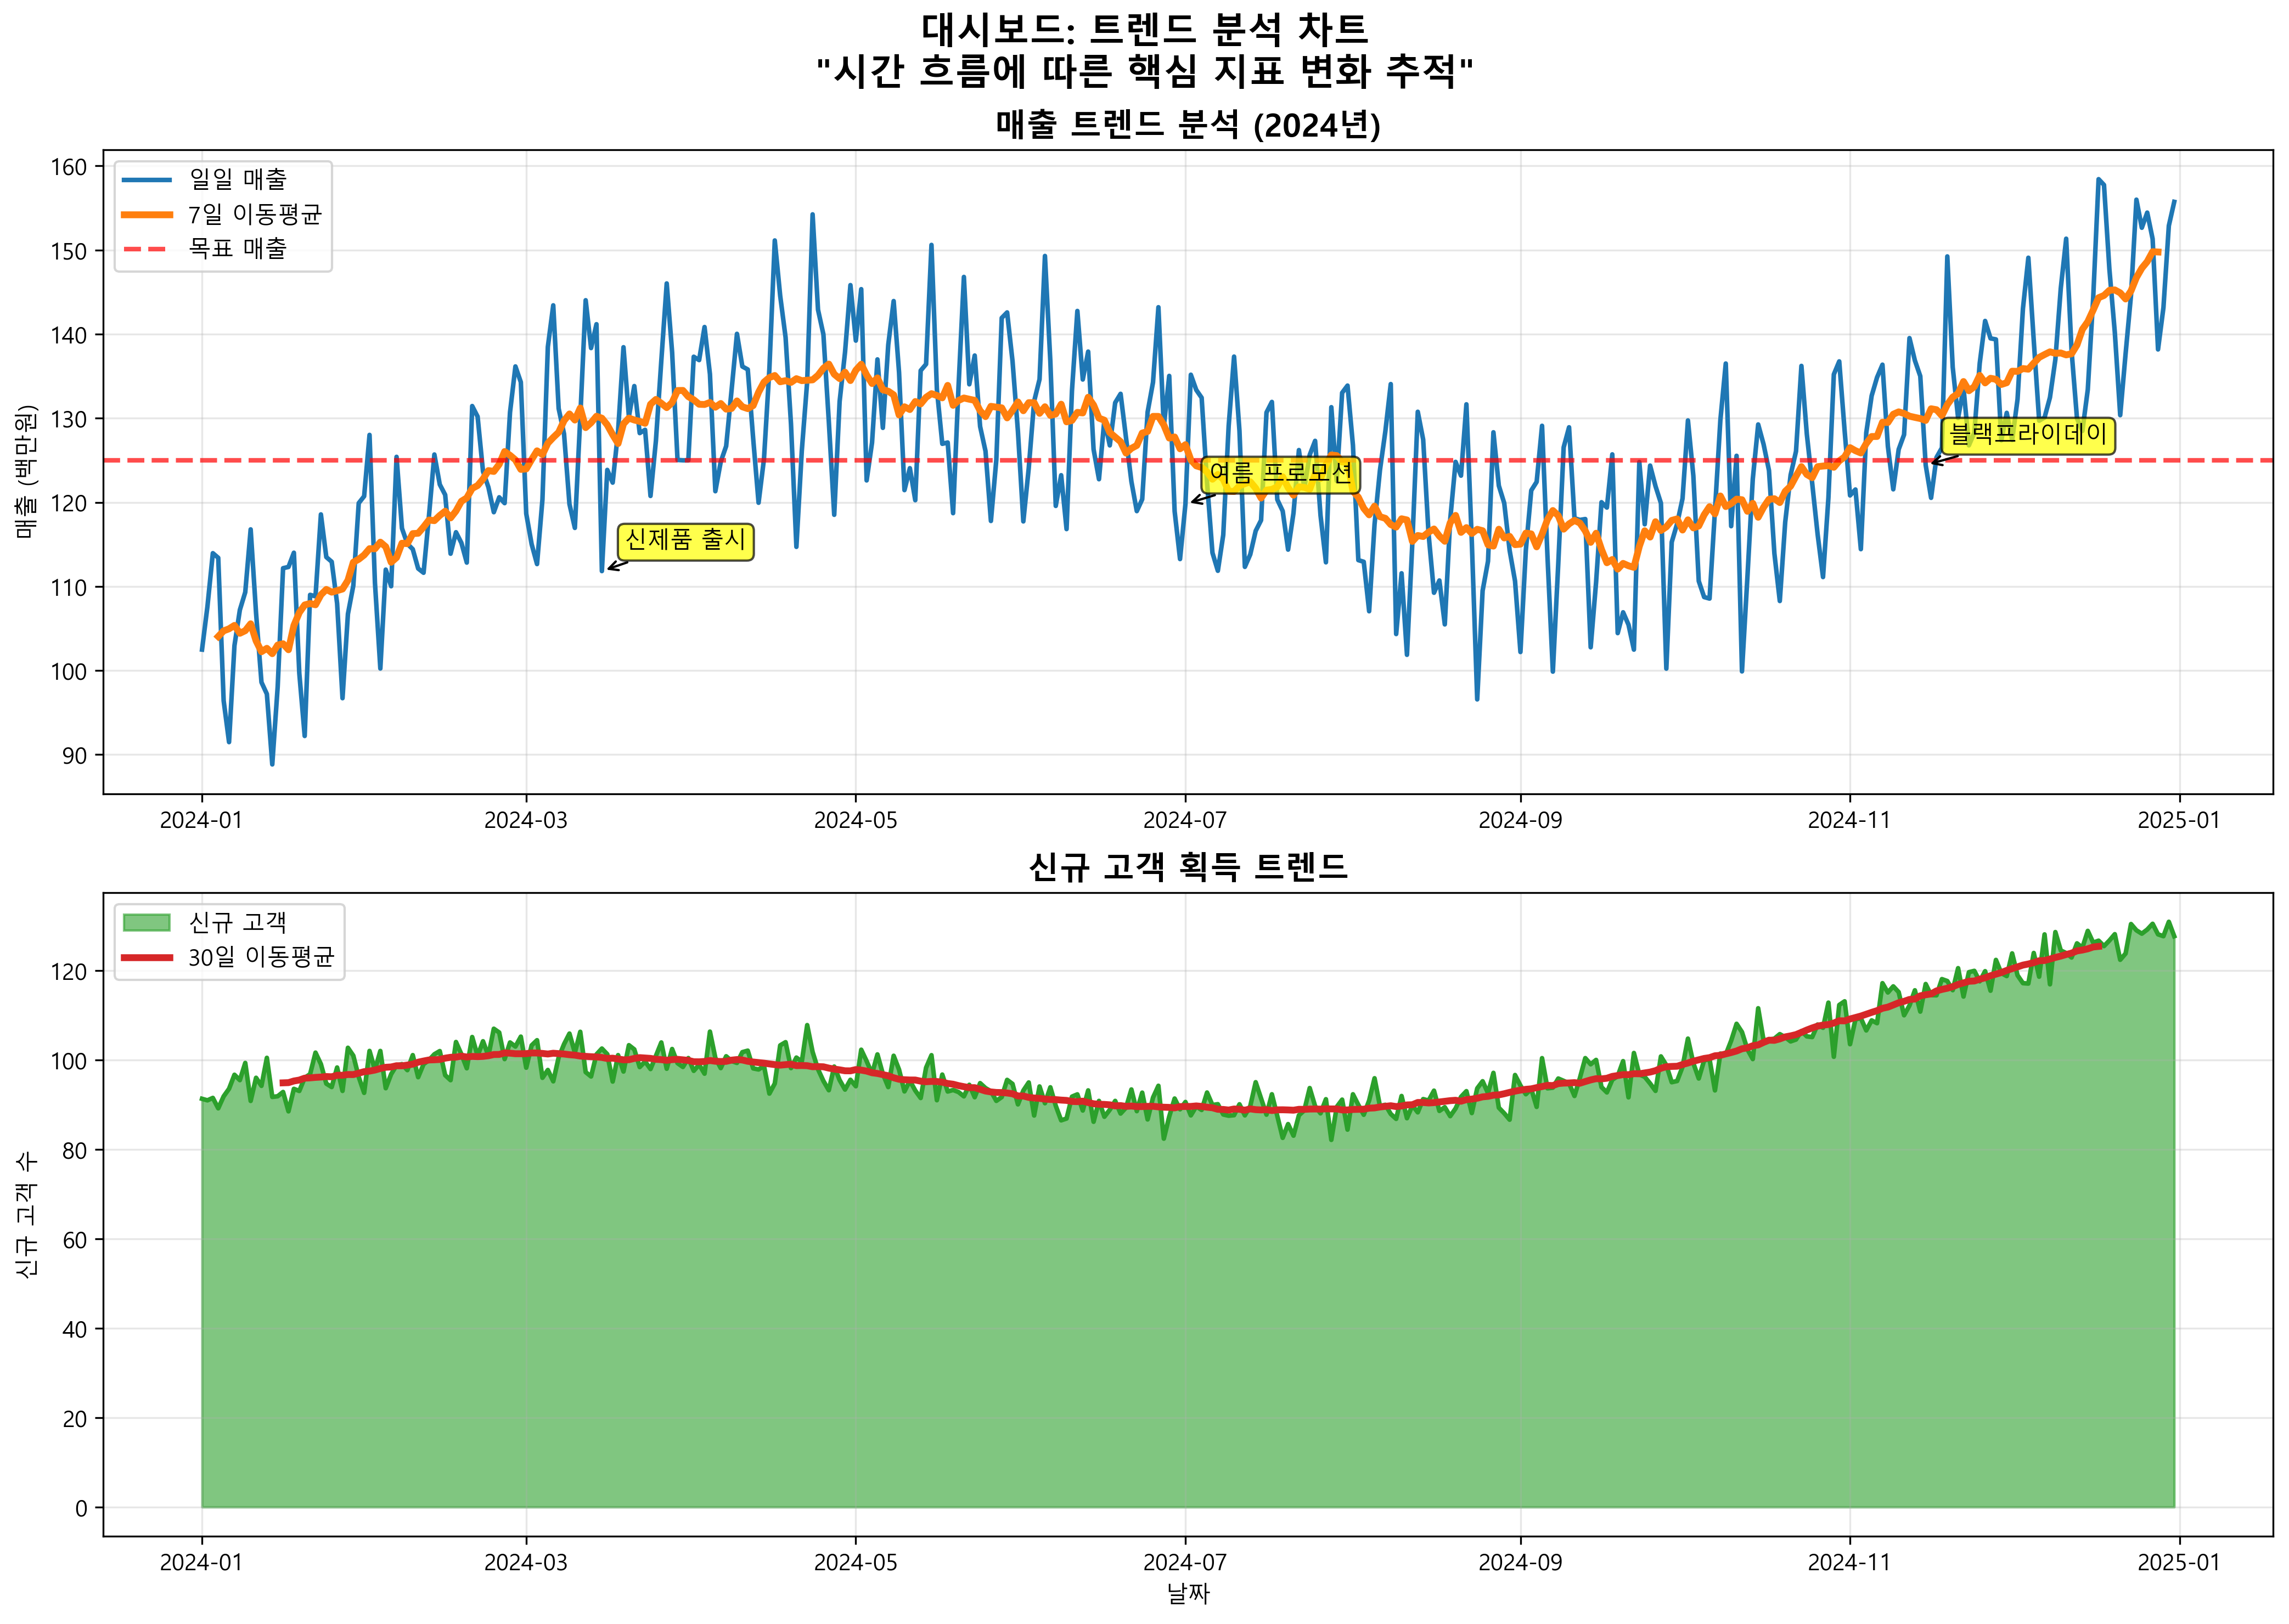 대시보드: 트렌드 분석 차트
"시간 흐름에 따른 핵심 지표 변화 추적"
매출 트렌드 분석 (2024년)
매출 (백만원)
160
150
140
130
120
110
100
90
일일 매출
7일 이동평균
목표 매출
신제품 출시
여름 프로모션
블랙프라이데이
2024-01
2024-03
2024-05
2024-07
2024-09
2024-11
2025-01
신규 고객 획득 트렌드
신규 고객 수
120
100
80
60
40
20
0
신규 고객
30일 이동평균
2024-01
2024-03
2024-05
2024-07
2024-09
2024-11
2025-01
날짜